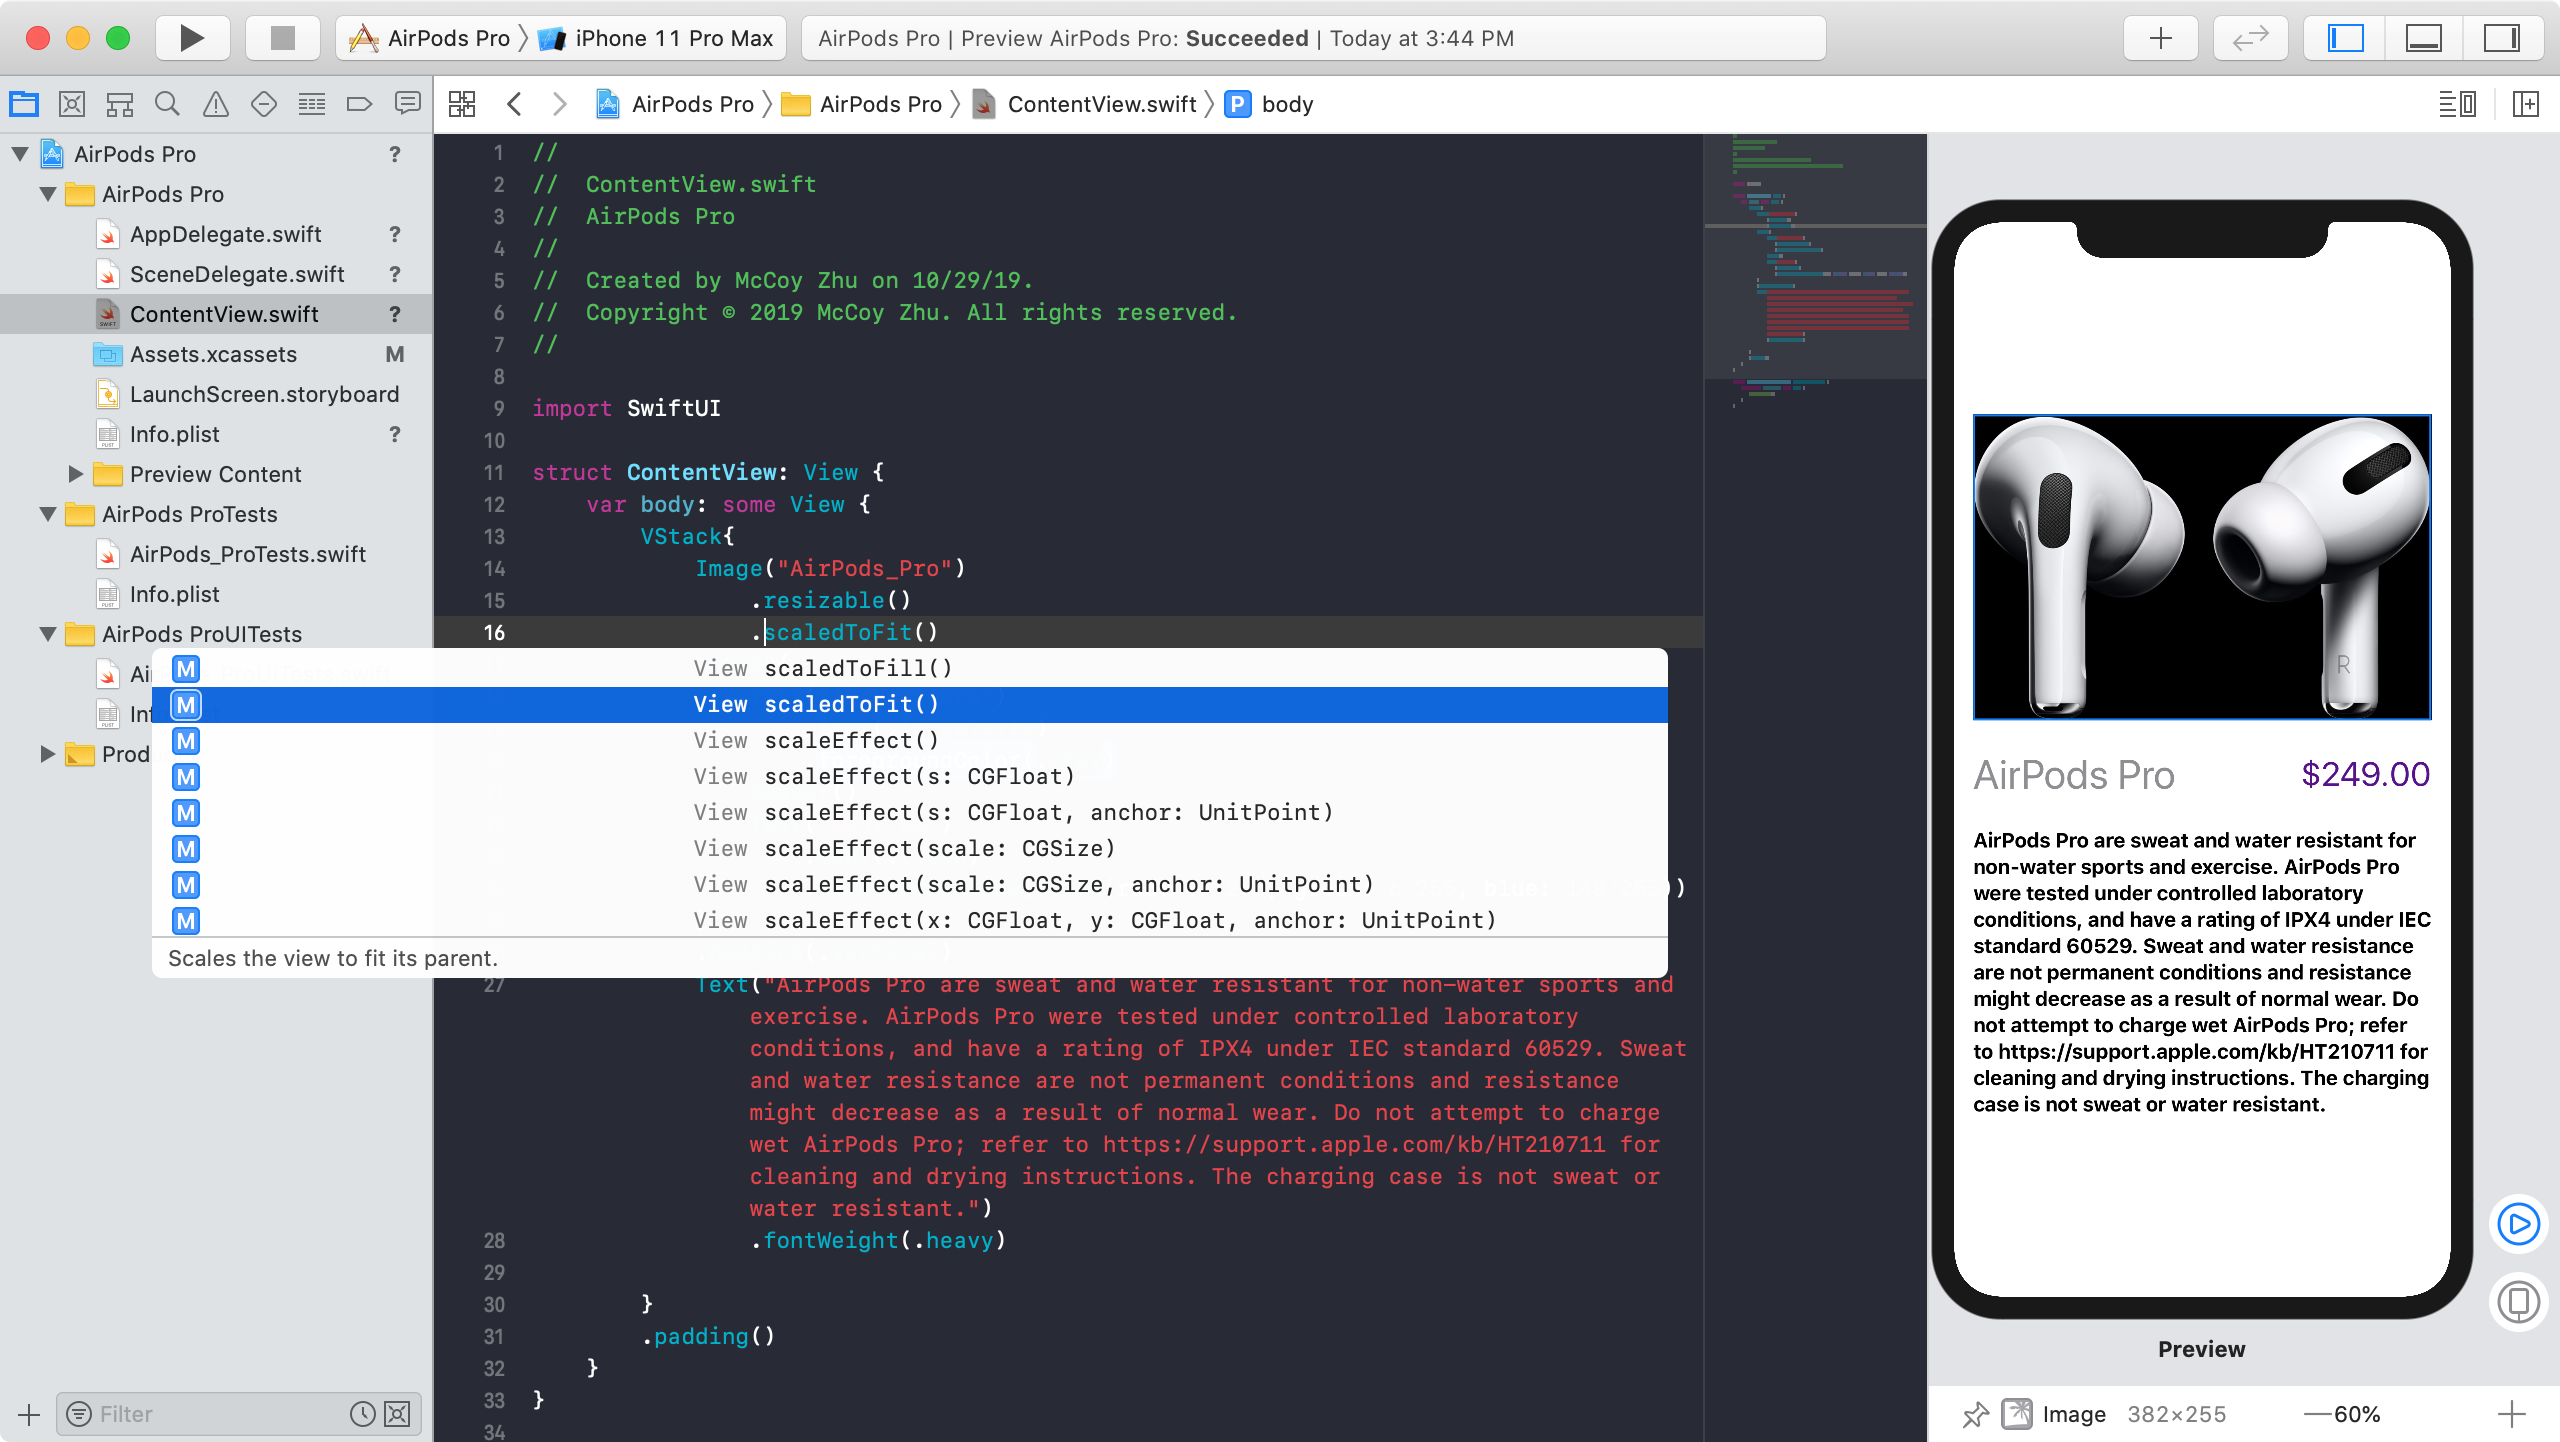 AirPods Pro
iPhone 11 Pro Max
AirPods Pro | Preview AirPods Pro: Succeeded | Today at 3:44 PM
AirPods Pro
AirPods Pro
ContentView.swift
P
body
AirPods Pro ?
AirPods Pro
AppDelegate.swift ?
SceneDelegate.swift ?
ContentView.swift ?
Assets.xcassets M
LaunchScreen.storyboard
Info.plist ?
Preview Content
AirPods ProTests
AirPods_ProTests.swift
Info.plist
AirPods ProUITests
Prod
Filter
1 //
2 //  ContentView.swift
3 //  AirPods Pro
4 //
5 //  Created by McCoy Zhu on 10/29/19.
6 //  Copyright © 2019 McCoy Zhu. All rights reserved.
7 //
8
9 import SwiftUI
10
11 struct ContentView: View {
12     var body: some View {
13         VStack{
14             Image("AirPods_Pro")
15                 .resizable()
16                 .scaledToFit()
M View scaledToFill()
M View scaledToFit()
M View scaleEffect()
M View scaleEffect(s: CGFloat)
M View scaleEffect(s: CGFloat, anchor: UnitPoint)
M View scaleEffect(scale: CGSize)
M View scaleEffect(scale: CGSize, anchor: UnitPoint)
M View scaleEffect(x: CGFloat, y: CGFloat, anchor: UnitPoint)
Scales the view to fit its parent.
27             Text("AirPods Pro are sweat and water resistant for non-water sports and
exercise. AirPods Pro were tested under controlled laboratory
conditions, and have a rating of IPX4 under IEC standard 60529. Sweat
and water resistance are not permanent conditions and resistance
might decrease as a result of normal wear. Do not attempt to charge
wet AirPods Pro; refer to https://support.apple.com/kb/HT210711 for
cleaning and drying instructions. The charging case is not sweat or
water resistant.")
28                 .fontWeight(.heavy)
29
30         }
31         .padding()
32     }
33 }
34
R
AirPods Pro $249.00
AirPods Pro are sweat and water resistant for
non-water sports and exercise. AirPods Pro
were tested under controlled laboratory
conditions, and have a rating of IPX4 under IEC
standard 60529. Sweat and water resistance
are not permanent conditions and resistance
might decrease as a result of normal wear. Do
not attempt to charge wet AirPods Pro; refer
to https://support.apple.com/kb/HT210711 for
cleaning and drying instructions. The charging
case is not sweat or water resistant.
Preview
Image 382×255
60%